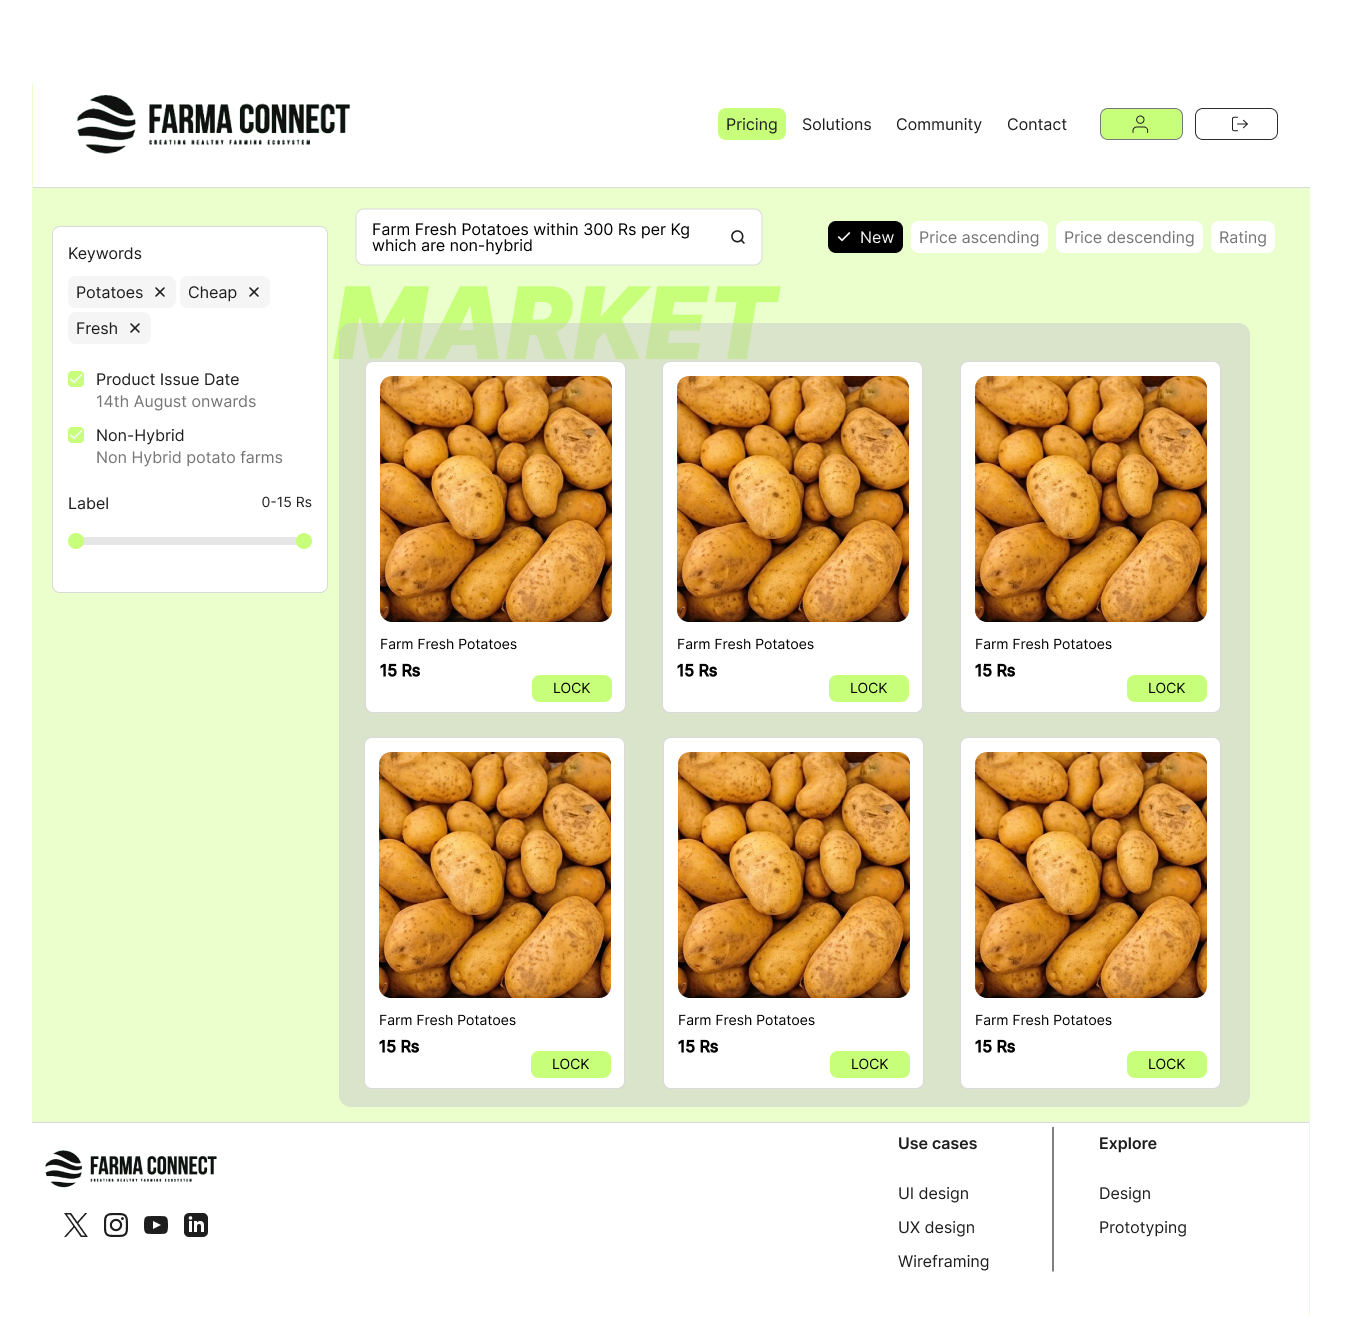 FARMA CONNECT
CREATING HEALTHY FARMING ECOSYSTEM
Pricing
Solutions
Community
Contact
Farm Fresh Potatoes within 300 Rs per Kg
which are non-hybrid
New
Price ascending
Price descending
Rating
Keywords
Potatoes
Cheap
Fresh
Product Issue Date
14th August onwards
Non-Hybrid
Non Hybrid potato farms
Label
0-15 Rs
MARKET
Farm Fresh Potatoes
15 Rs
LOCK
Farm Fresh Potatoes
15 Rs
LOCK
Farm Fresh Potatoes
15 Rs
LOCK
Farm Fresh Potatoes
15 Rs
LOCK
Farm Fresh Potatoes
15 Rs
LOCK
Farm Fresh Potatoes
15 Rs
LOCK
FARMA CONNECT
CREATING HEALTHY FARMING ECOSYSTEM
in
Use cases
UI design
UX design
Wireframing
Explore
Design
Prototyping